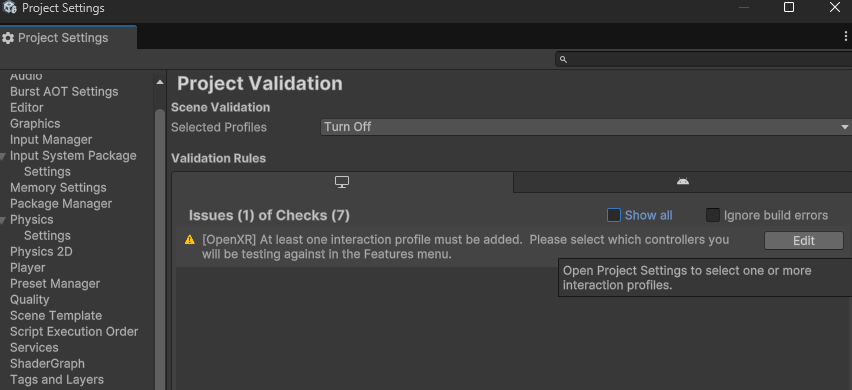 Project Settings
Project Settings
Audio
Burst AOT Settings
Editor
Graphics
Input Manager
Input System Package
Settings
Memory Settings
Package Manager
Physics
Settings
Physics 2D
Player
Preset Manager
Quality
Scene Template
Script Execution Order
Services
ShaderGraph
Tags and Layers
Project Validation
Scene Validation
Selected Profiles
Turn Off
Validation Rules
Issues (1) of Checks (7)
Show all
Ignore build errors
[OpenXR] At least one interaction profile must be added.  Please select which controllers you
will be testing against in the Features menu.
Edit
Open Project Settings to select one or more
interaction profiles.